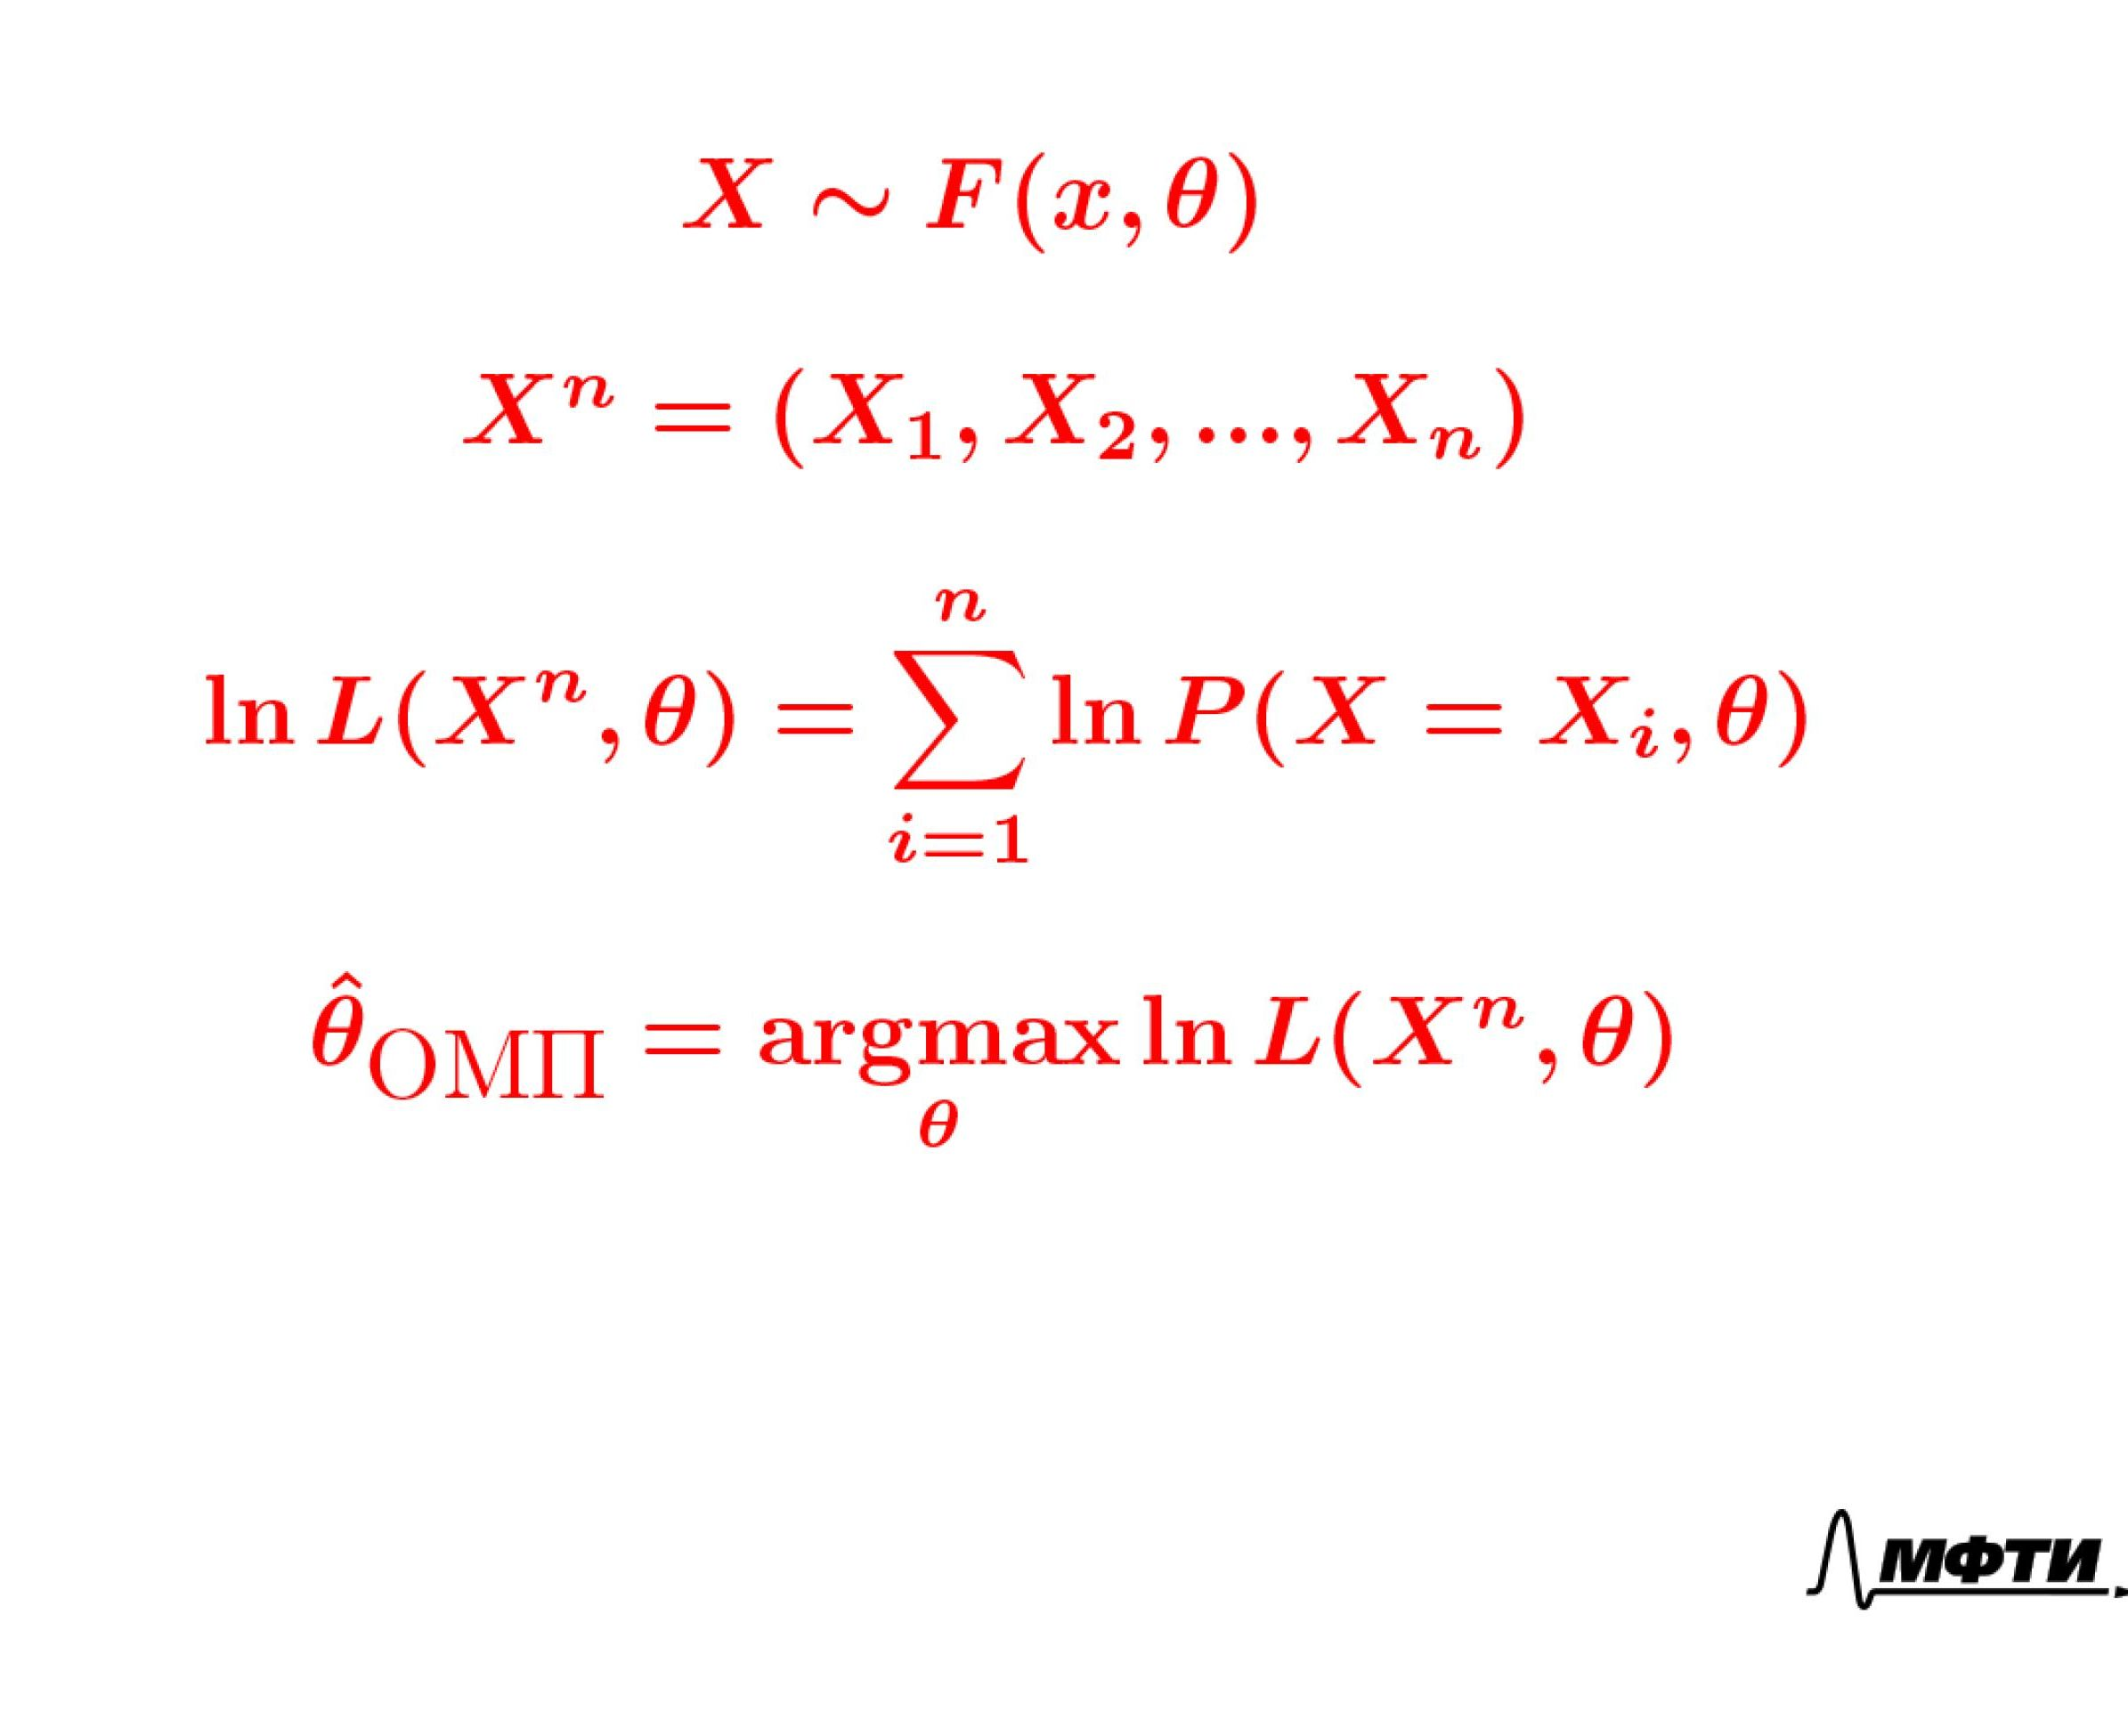 X ∼ F(x, θ)
Xⁿ = (X₁, X₂, ..., Xₙ)
ln L(Xⁿ, θ) = ∑ᵢ₌₁ⁿ ln P(X = Xᵢ, θ)
θ̂_ОМП = argmax_θ ln L(Xⁿ, θ)
МФТИ